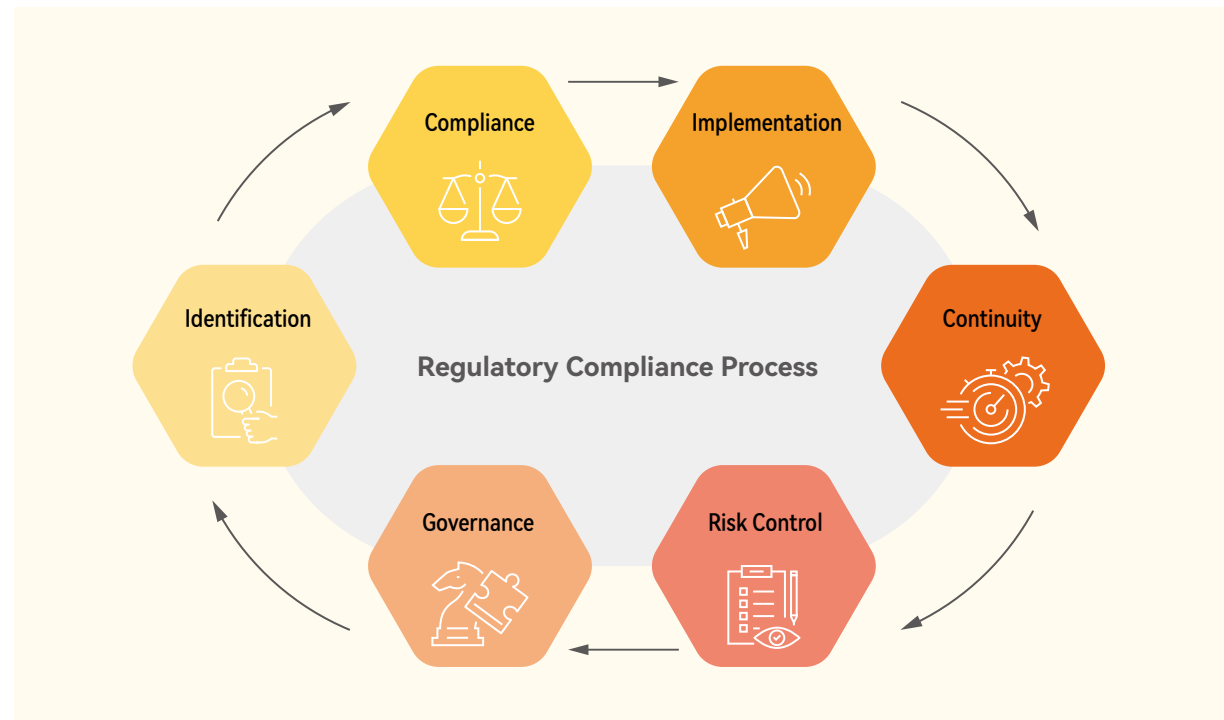 Compliance
Implementation
Identification
Continuity
Regulatory Compliance Process
Governance
Risk Control